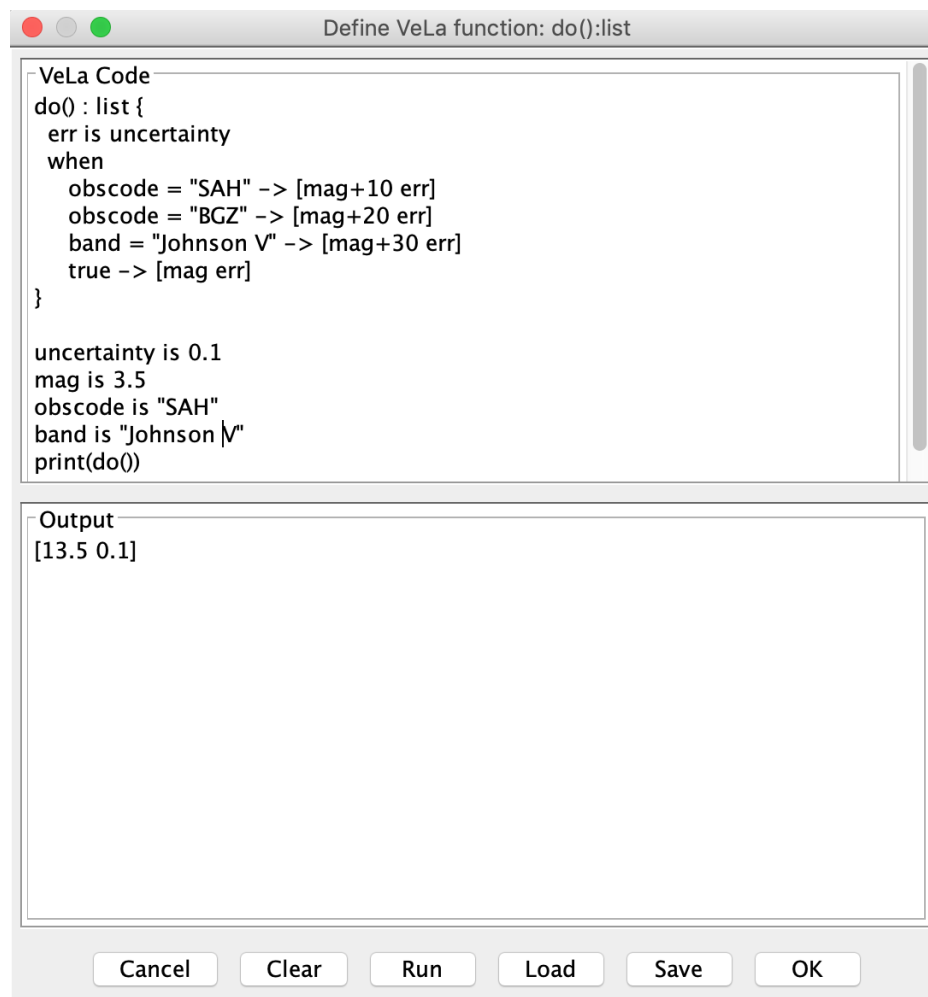 Define VeLa function: do():list
VeLa Code
do() : list {
  err is uncertainty
  when
     obscode = "SAH" -> [mag+10 err]
     obscode = "BGZ" -> [mag+20 err]
     band = "Johnson V" -> [mag+30 err]
     true -> [mag err]
}
uncertainty is 0.1
mag is 3.5
obscode is "SAH"
band is "Johnson V"
print(do())
Output
[13.5 0.1]
Cancel Clear Run Load Save OK